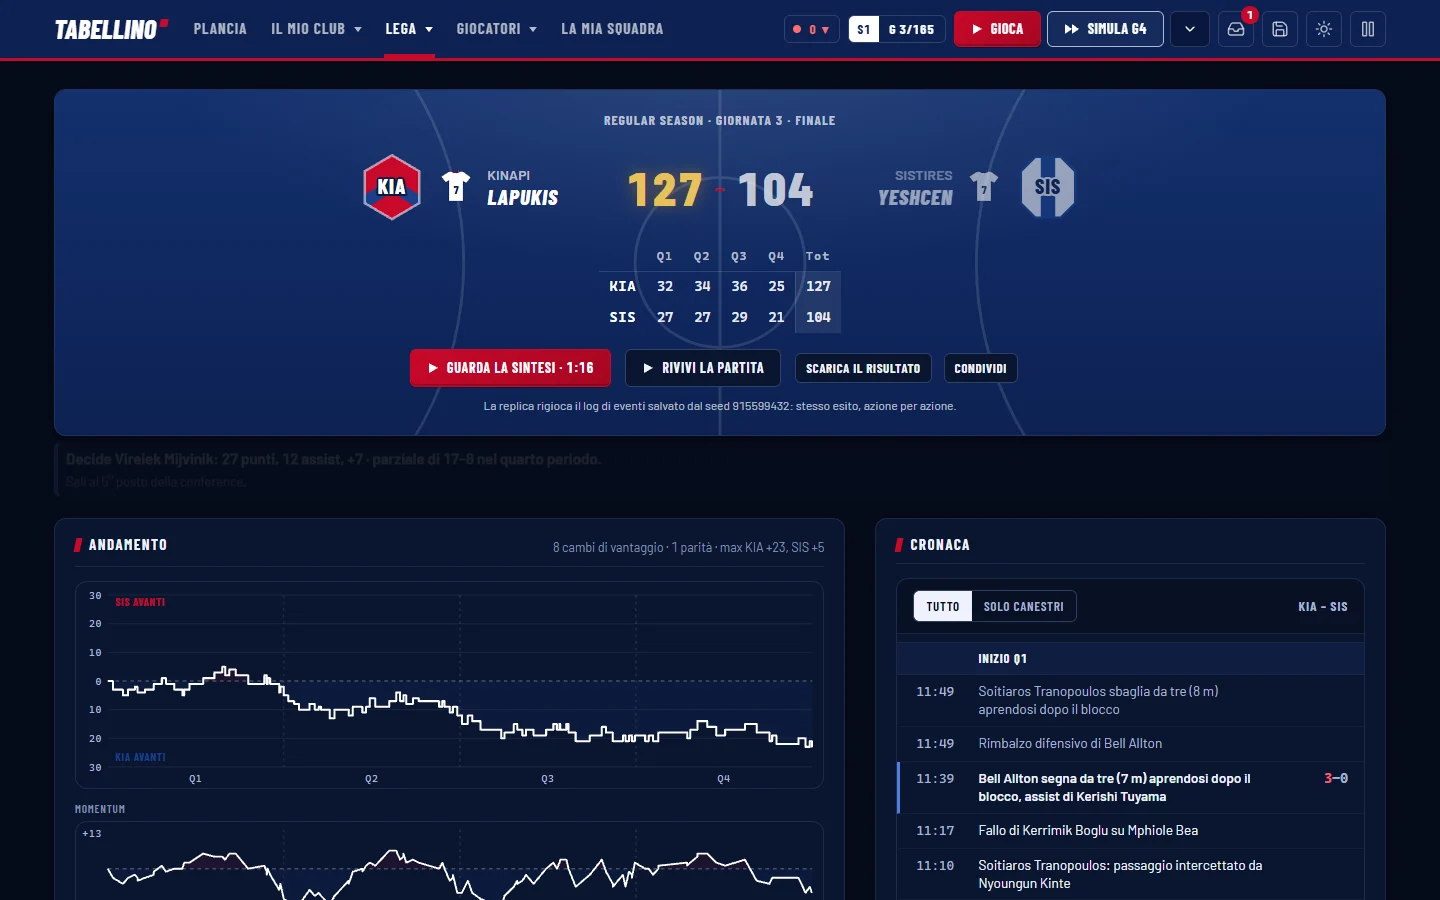 TABELLINO
PLANCIA
IL MIO CLUB
LEGA
GIOCATORI
LA MIA SQUADRA
0
S1
G 3/165
GIOCA
SIMULA G4
1
REGULAR SEASON · GIORNATA 3 · FINALE
KIA
7
KINAPI
LAPUKIS
127 - 104
SISTIRES
YESHCEN
7
SIS
Q1 Q2 Q3 Q4 Tot
KIA 32 34 36 25 127
SIS 27 27 29 21 104
GUARDA LA SINTESI · 1:16
RIVIVI LA PARTITA
SCARICA IL RISULTATO
CONDIVIDI
La replica rigioca il log di eventi salvato dal seed 915599432: stesso esito, azione per azione.
Decide Vireiek Mijvinik: 27 punti, 12 assist, +7 · parziale di 17-8 nel quarto periodo.
Sali al 5° posto della conference.
ANDAMENTO
8 cambi di vantaggio · 1 parità · max KIA +23, SIS +5
30
SIS AVANTI
20
10
0
10
20
KIA AVANTI
30
Q1 Q2 Q3 Q4
MOMENTUM
+13
CRONACA
TUTTO
SOLO CANESTRI
KIA – SIS
INIZIO Q1
11:49 Soitiaros Tranopoulos sbaglia da tre (8 m)
aprendosi dopo il blocco
11:49 Rimbalzo difensivo di Bell Allton
11:39 Bell Allton segna da tre (7 m) aprendosi dopo il 3–0
blocco, assist di Kerishi Tuyama
11:17 Fallo di Kerrimik Boglu su Mphiole Bea
11:10 Soitiaros Tranopoulos: passaggio intercettato da
Nyoungun Kinte